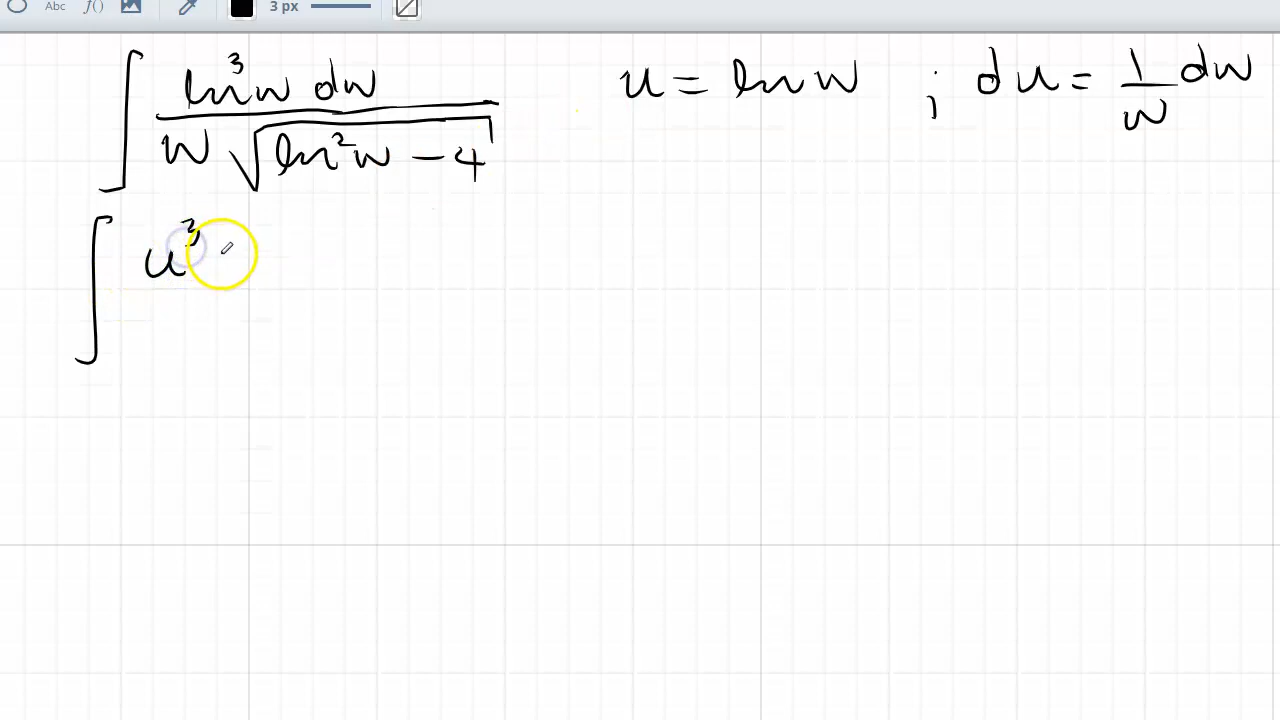 Abc f() 3 px
∫ ln³w dw / (w √(ln²w − 4)) u = ln w ; du = 1/w dw
∫ u³